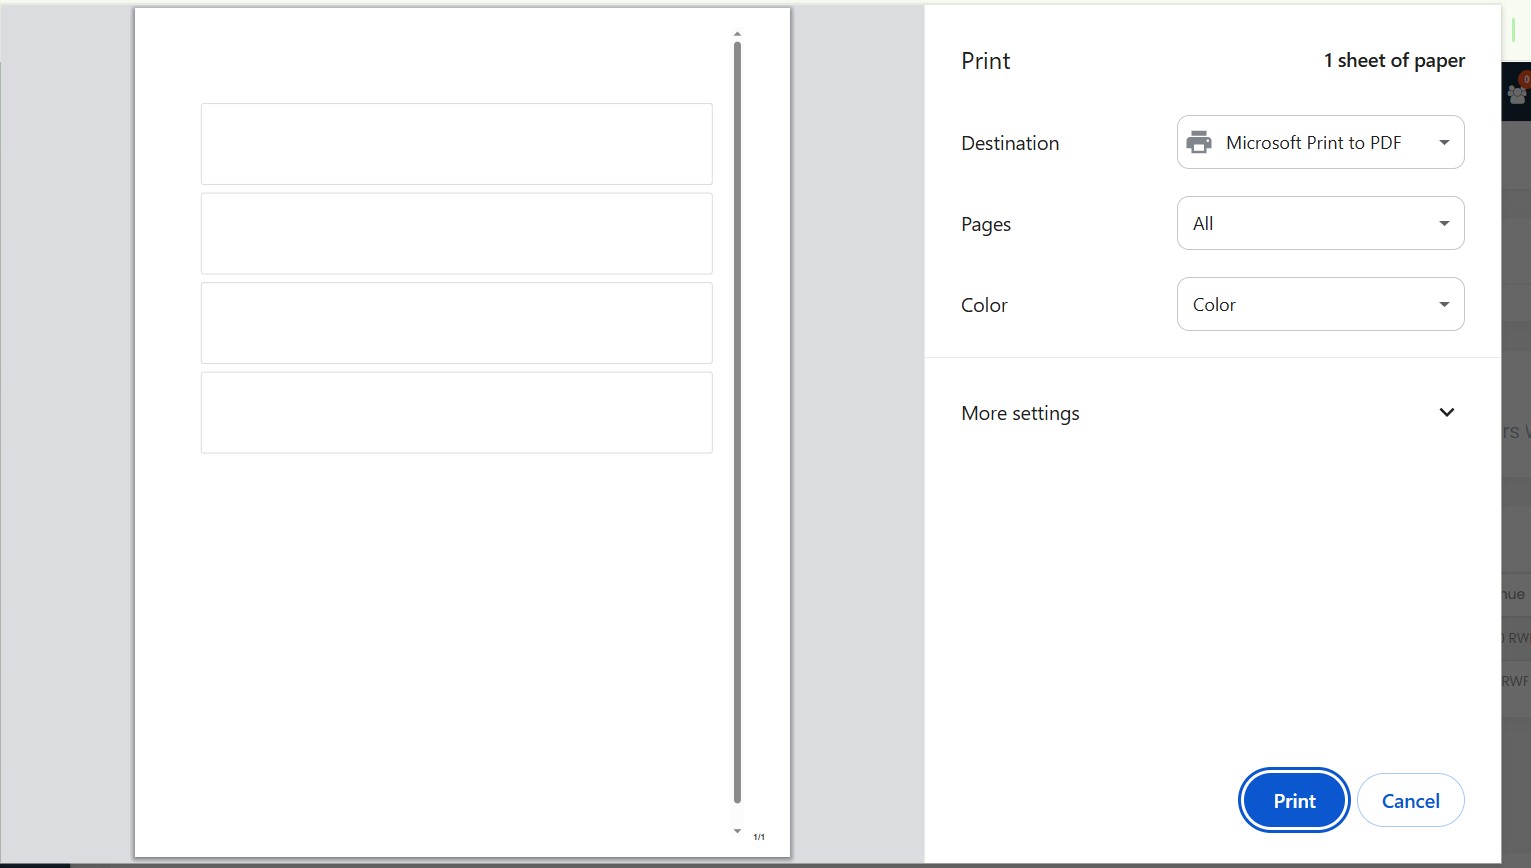 Print
1 sheet of paper
0
Destination
Microsoft Print to PDF
Pages
All
Color
Color
More settings
rs
nue
RWF
Print
Cancel
1/1